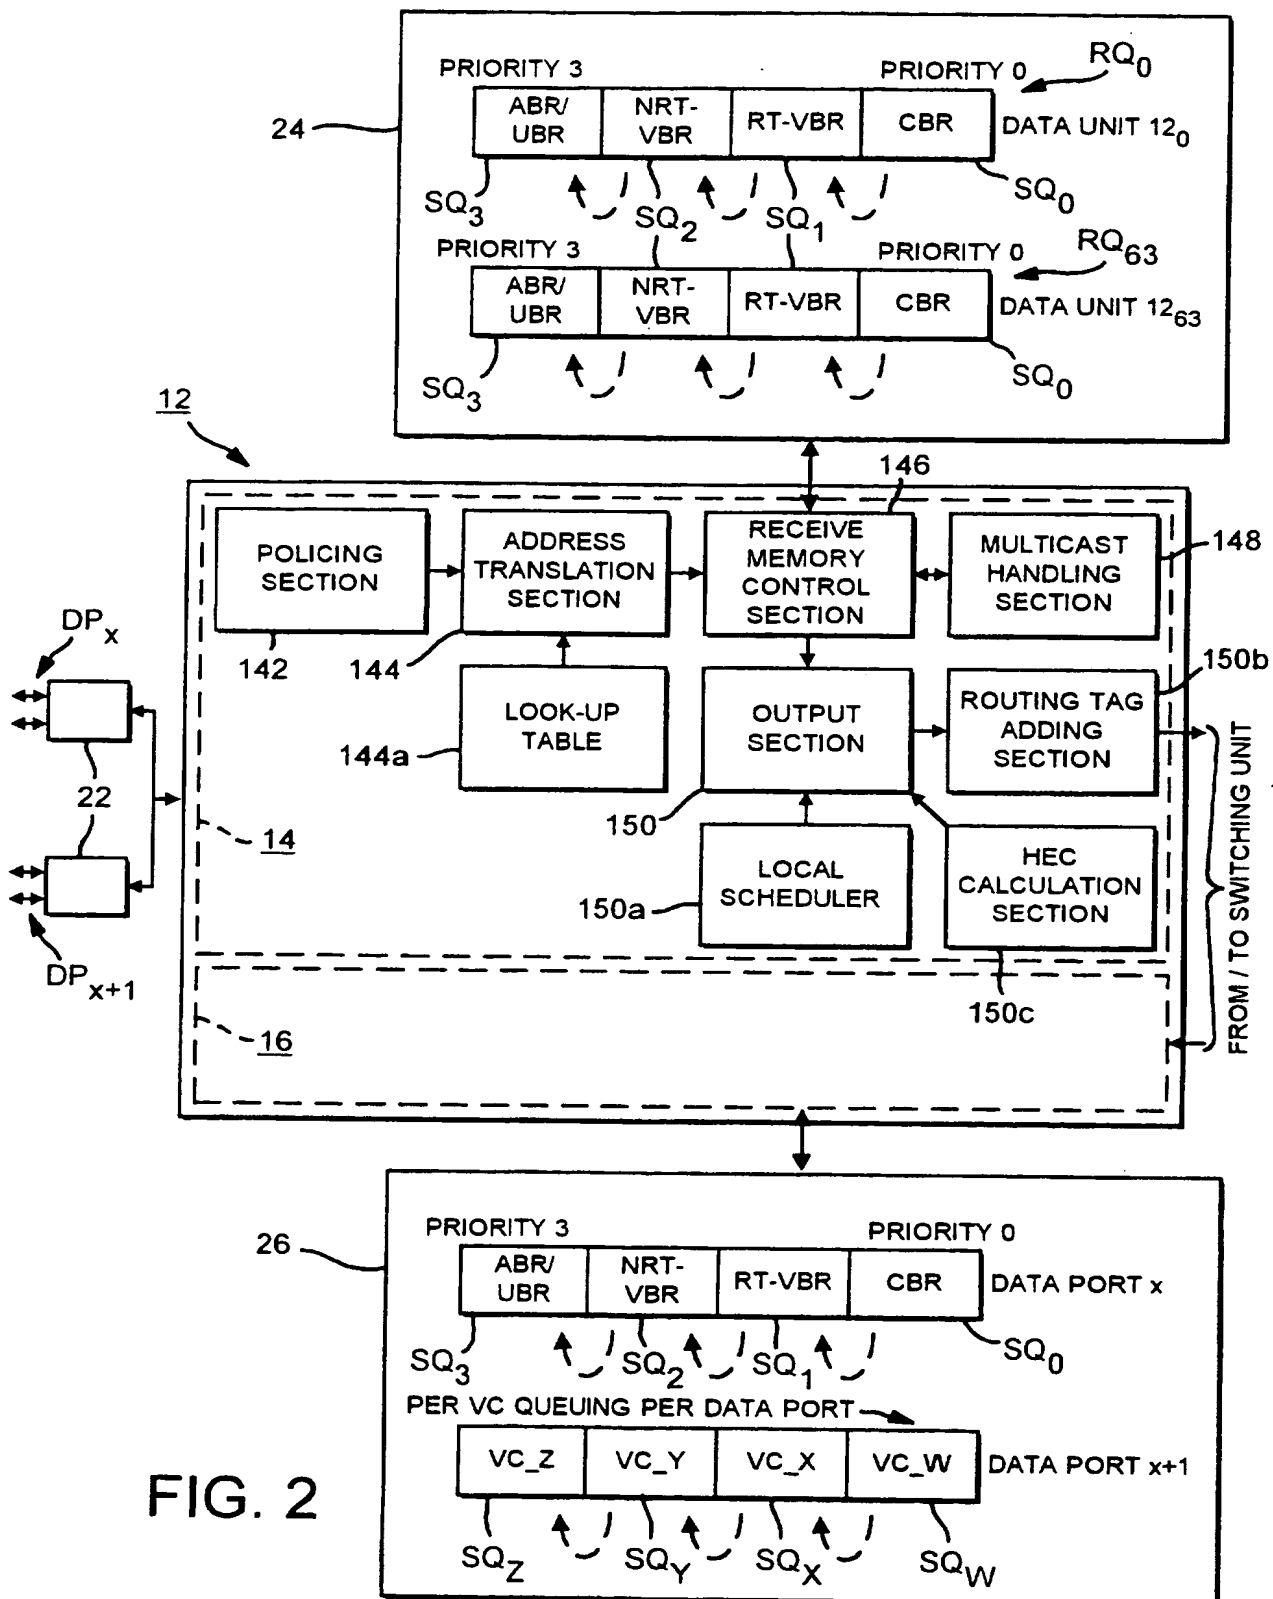 PRIORITY 3 PRIORITY 0 RQ0
24 ABR/ NRT- RT-VBR CBR DATA UNIT 12₀
UBR VBR
SQ3 SQ2 SQ1 SQ0
PRIORITY 3 PRIORITY 0 RQ63
ABR/ NRT- RT-VBR CBR DATA UNIT 12₆₃
UBR VBR
SQ3 SQ0
12
146
POLICING
SECTION
142
ADDRESS
TRANSLATION
SECTION
144
RECEIVE
MEMORY
CONTROL
SECTION
MULTICAST
HANDLING
SECTION
148
DPx
22
DPx+1
14
LOOK-UP
TABLE
144a
OUTPUT
SECTION
150
ROUTING TAG
ADDING
SECTION
150b
LOCAL
SCHEDULER
150a
HEC
CALCULATION
SECTION
150c
FROM / TO SWITCHING UNIT
16
PRIORITY 3 PRIORITY 0
26 ABR/ NRT- RT-VBR CBR DATA PORT x
UBR VBR
SQ3 SQ2 SQ1 SQ0
PER VC QUEUING PER DATA PORT
VC_Z VC_Y VC_X VC_W DATA PORT x+1
SQZ SQY SQX SQW
FIG. 2